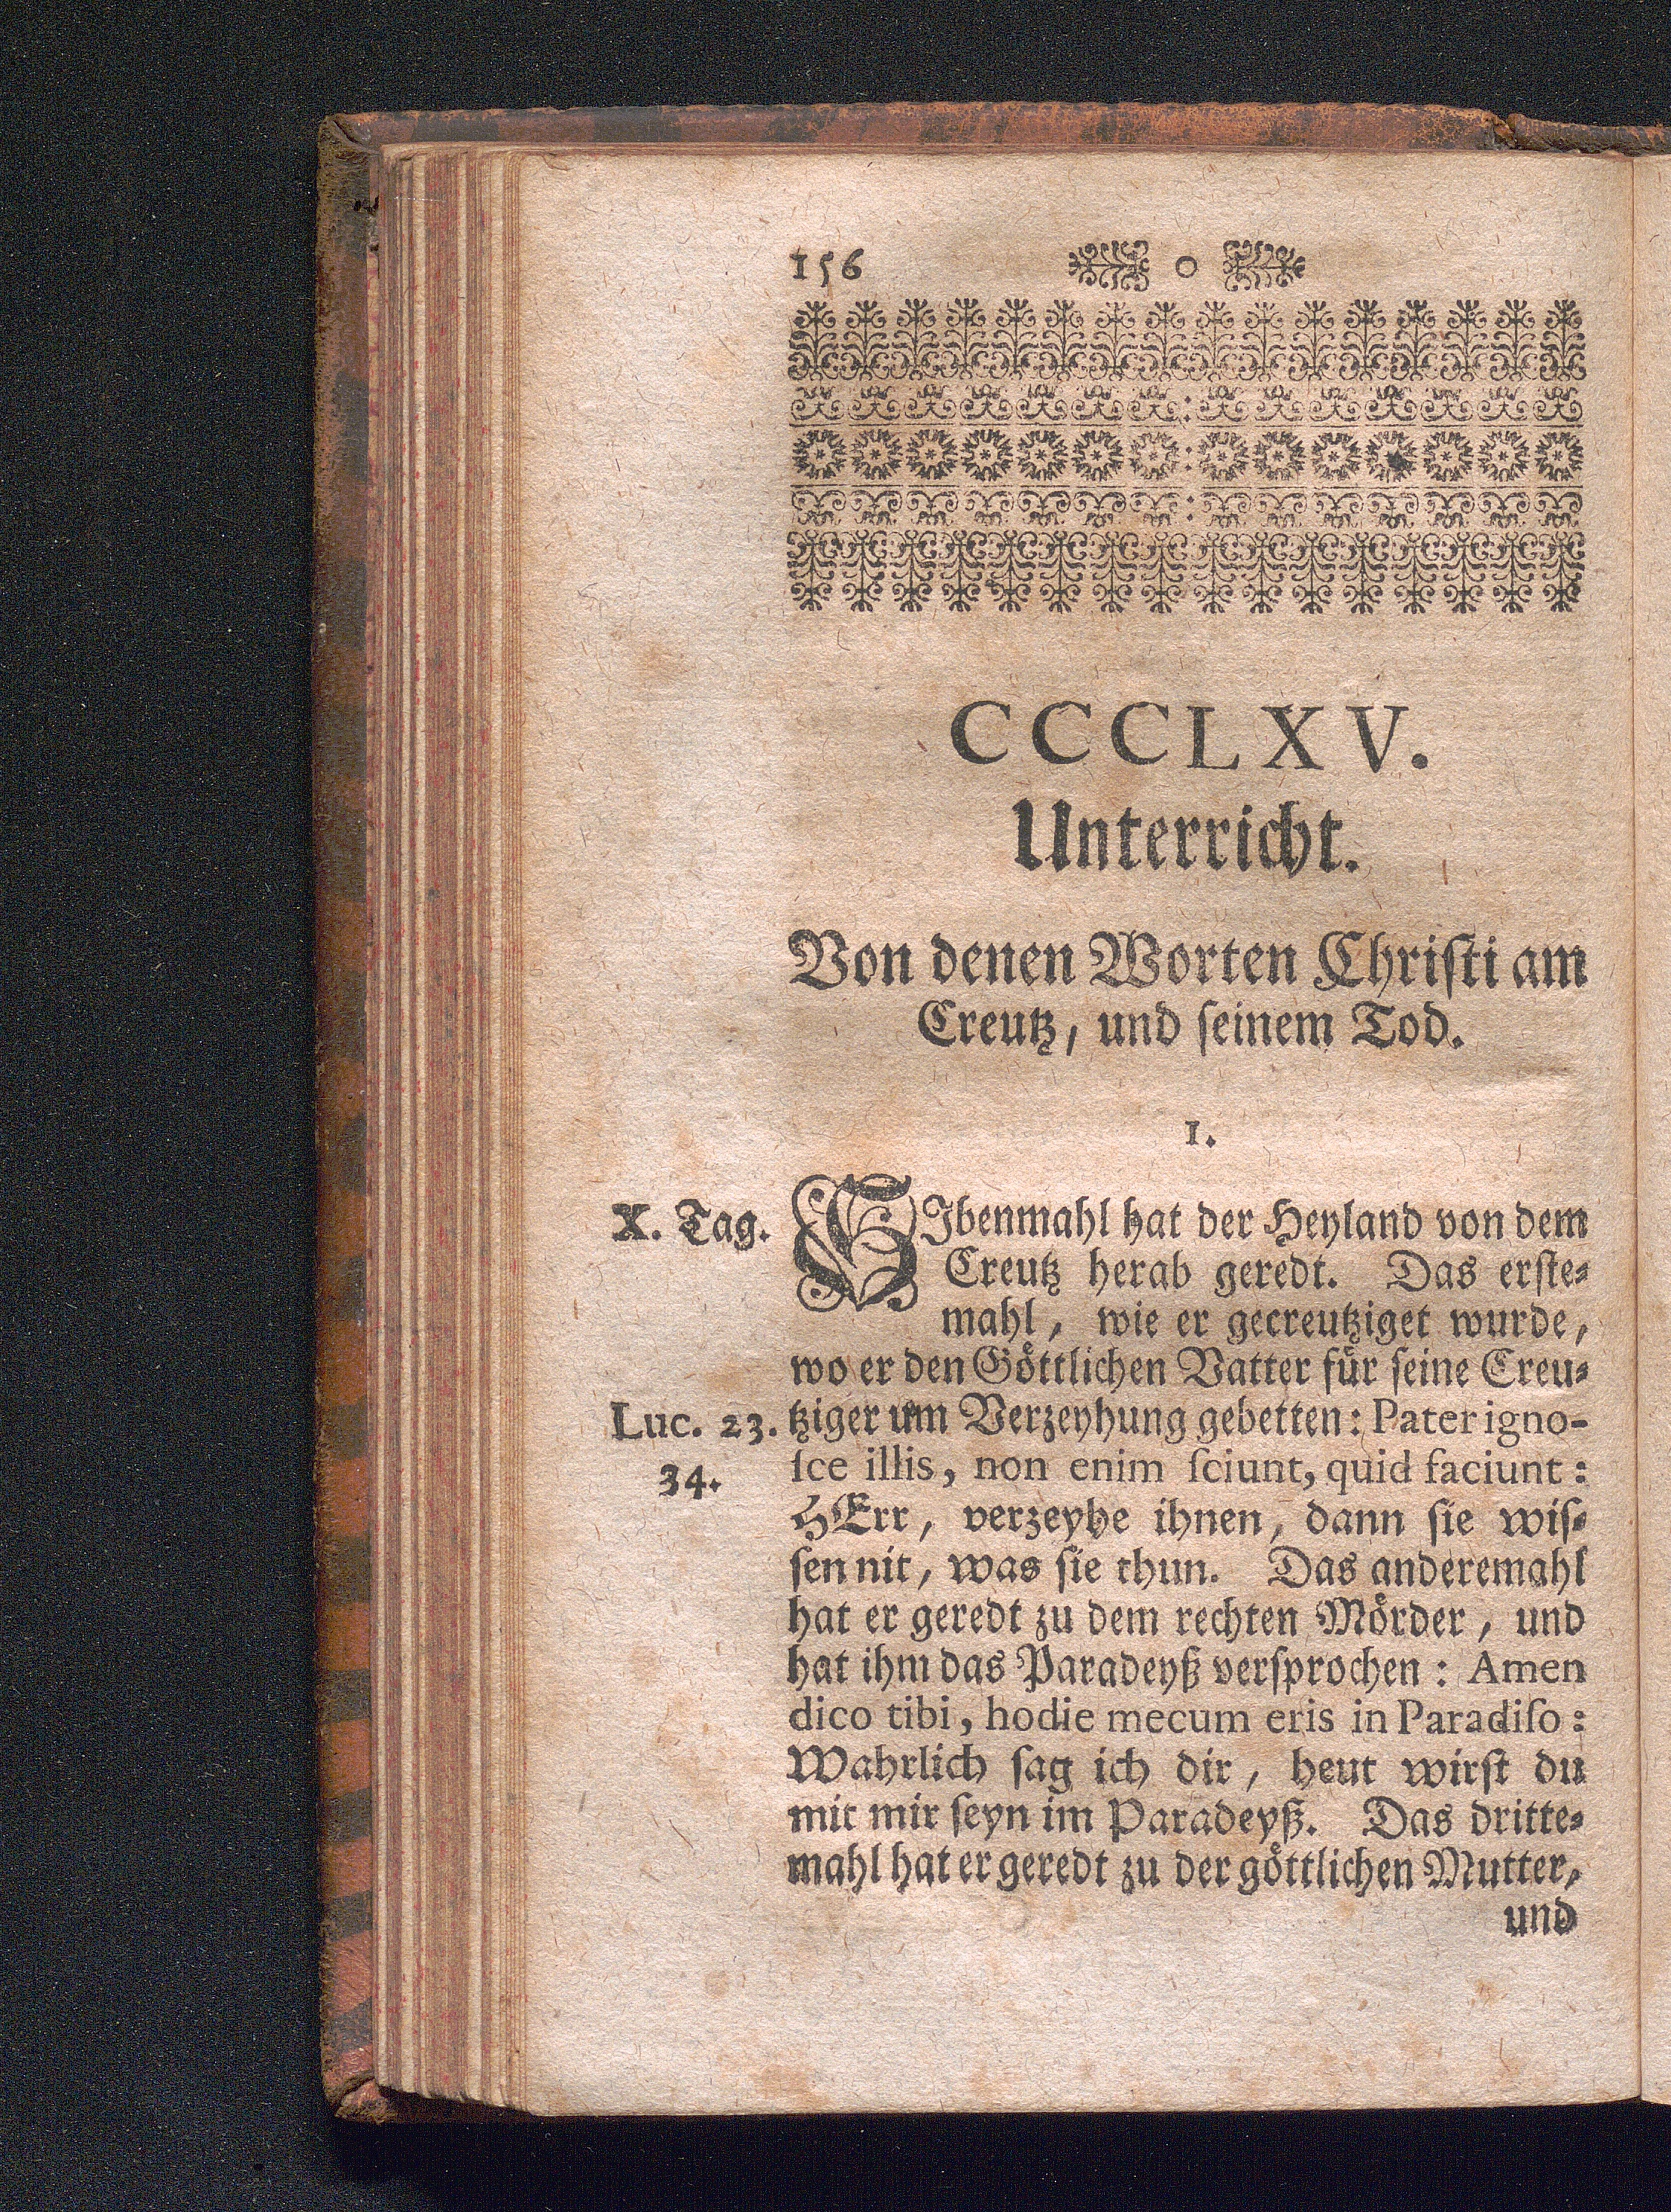 156 o
CCCLXV.
Unterricht.
Von denen Worten Chriſti am
Creutz, und ſeinem Tod.
1.
X. Tag.
SIbenmahl hat der Heyland von dem
Creutz herab geredt. Das erſte-
mahl, wie er gecreutziget wurde,
wo er den Göttlichen Vatter für ſeine Creu-
Luc. 23.
34.
tziger um Verzeyhung gebetten: Pater igno-
ſce illis, non enim ſciunt, quid faciunt:
HErr, verzeyhe ihnen, dann ſie wiſ-
ſen nit, was ſie thun. Das anderemahl
hat er geredt zu dem rechten Mörder, und
hat ihm das Paradeyß verſprochen: Amen
dico tibi, hodie mecum eris in Paradiſo:
Wahrlich ſag ich dir, heut wirſt du
mit mir ſeyn im Paradeyß. Das dritte-
mahl hat er geredt zu der göttlichen Mutter,
und